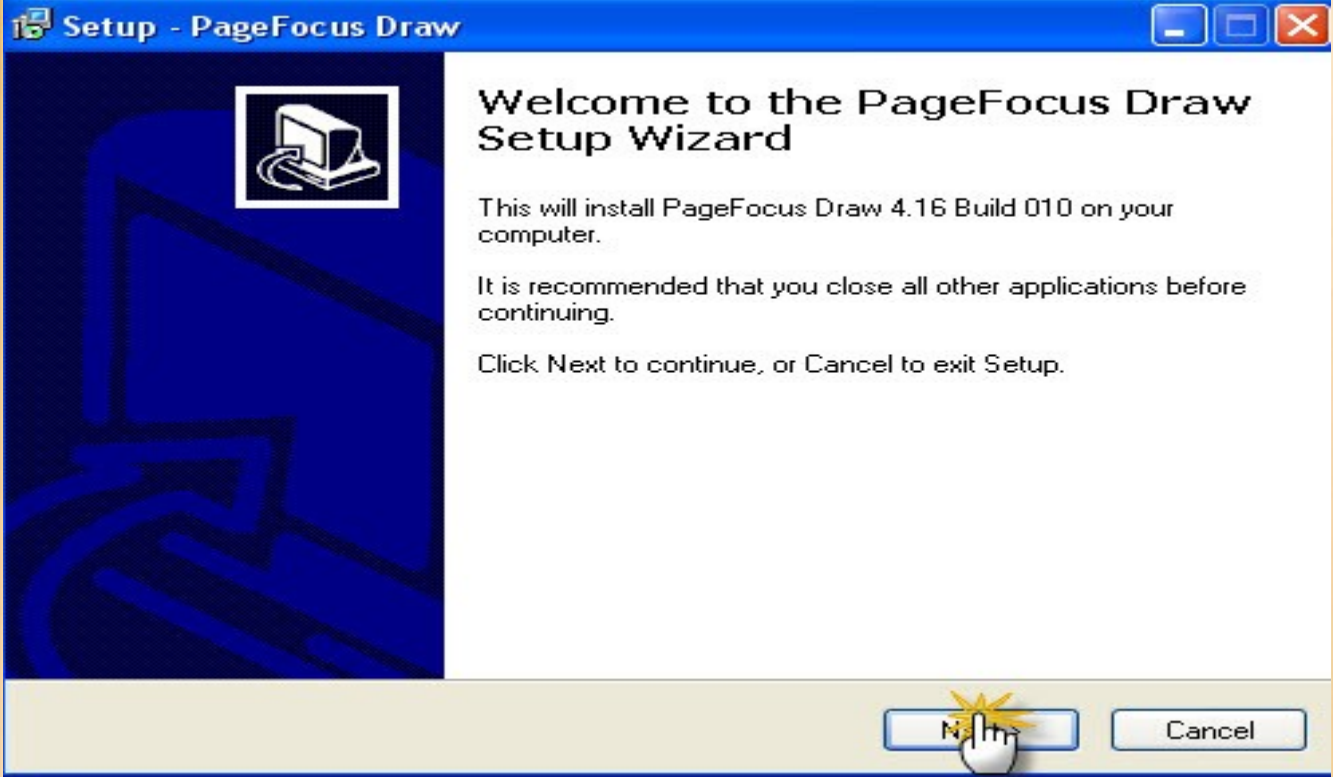 Setup - PageFocus Draw
Welcome to the PageFocus Draw
Setup Wizard
This will install PageFocus Draw 4.16 Build 010 on your
computer.
It is recommended that you close all other applications before
continuing.
Click Next to continue, or Cancel to exit Setup.
Cancel